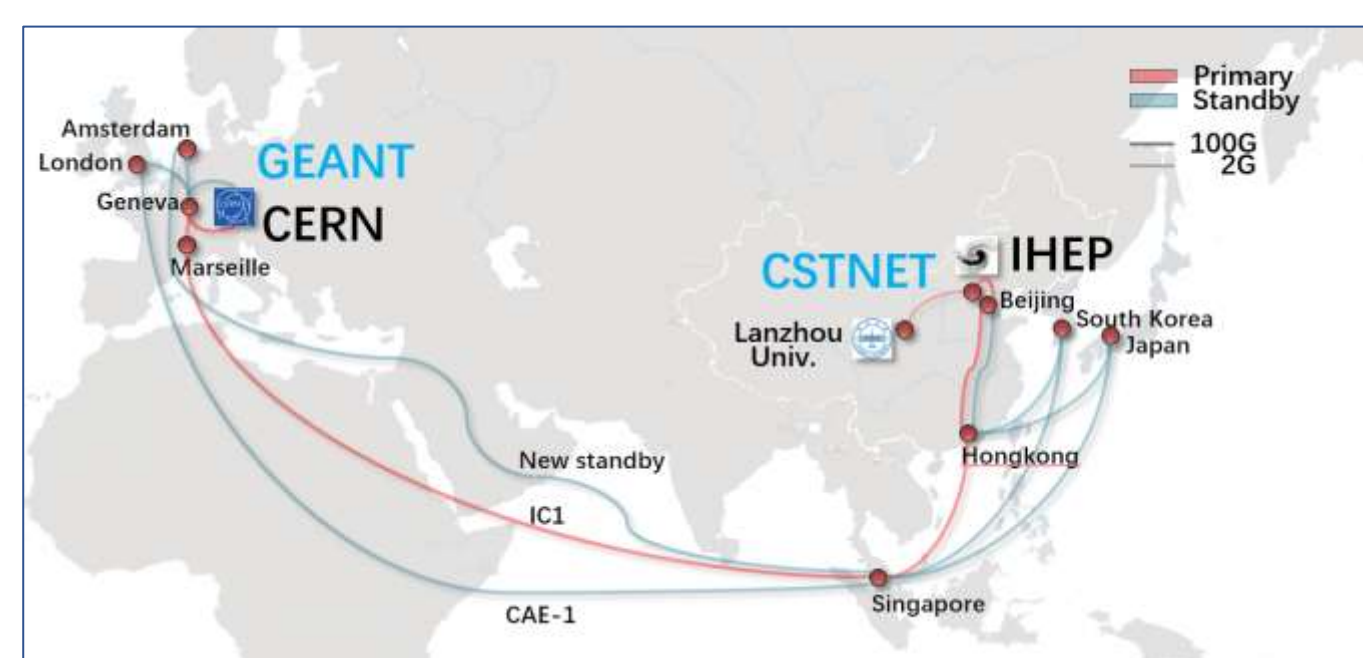 Primary
Standby
100G
2G
Amsterdam
London
GEANT
Geneva
CERN
Marseille
IHEP
CSTNET
Beijing
South Korea
Lanzhou
Univ.
Japan
Hongkong
New standby
IC1
Singapore
CAE-1